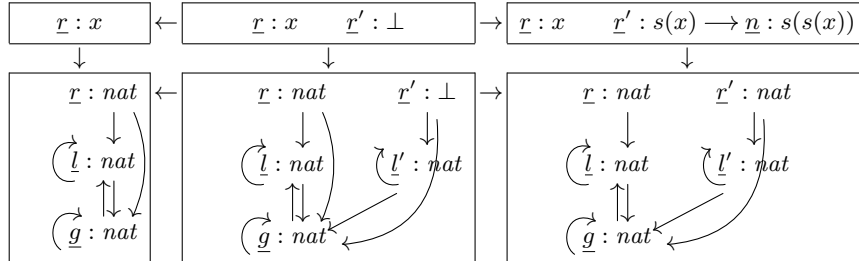 r : x ← r : x r′ : ⊥ → r : x r′ : s(x) ⟶ n : s(s(x))
r : nat ← r : nat r′ : ⊥ → r : nat r′ : nat
l : nat l : nat l′ : nat l : nat l′ : nat
g : nat g : nat g : nat